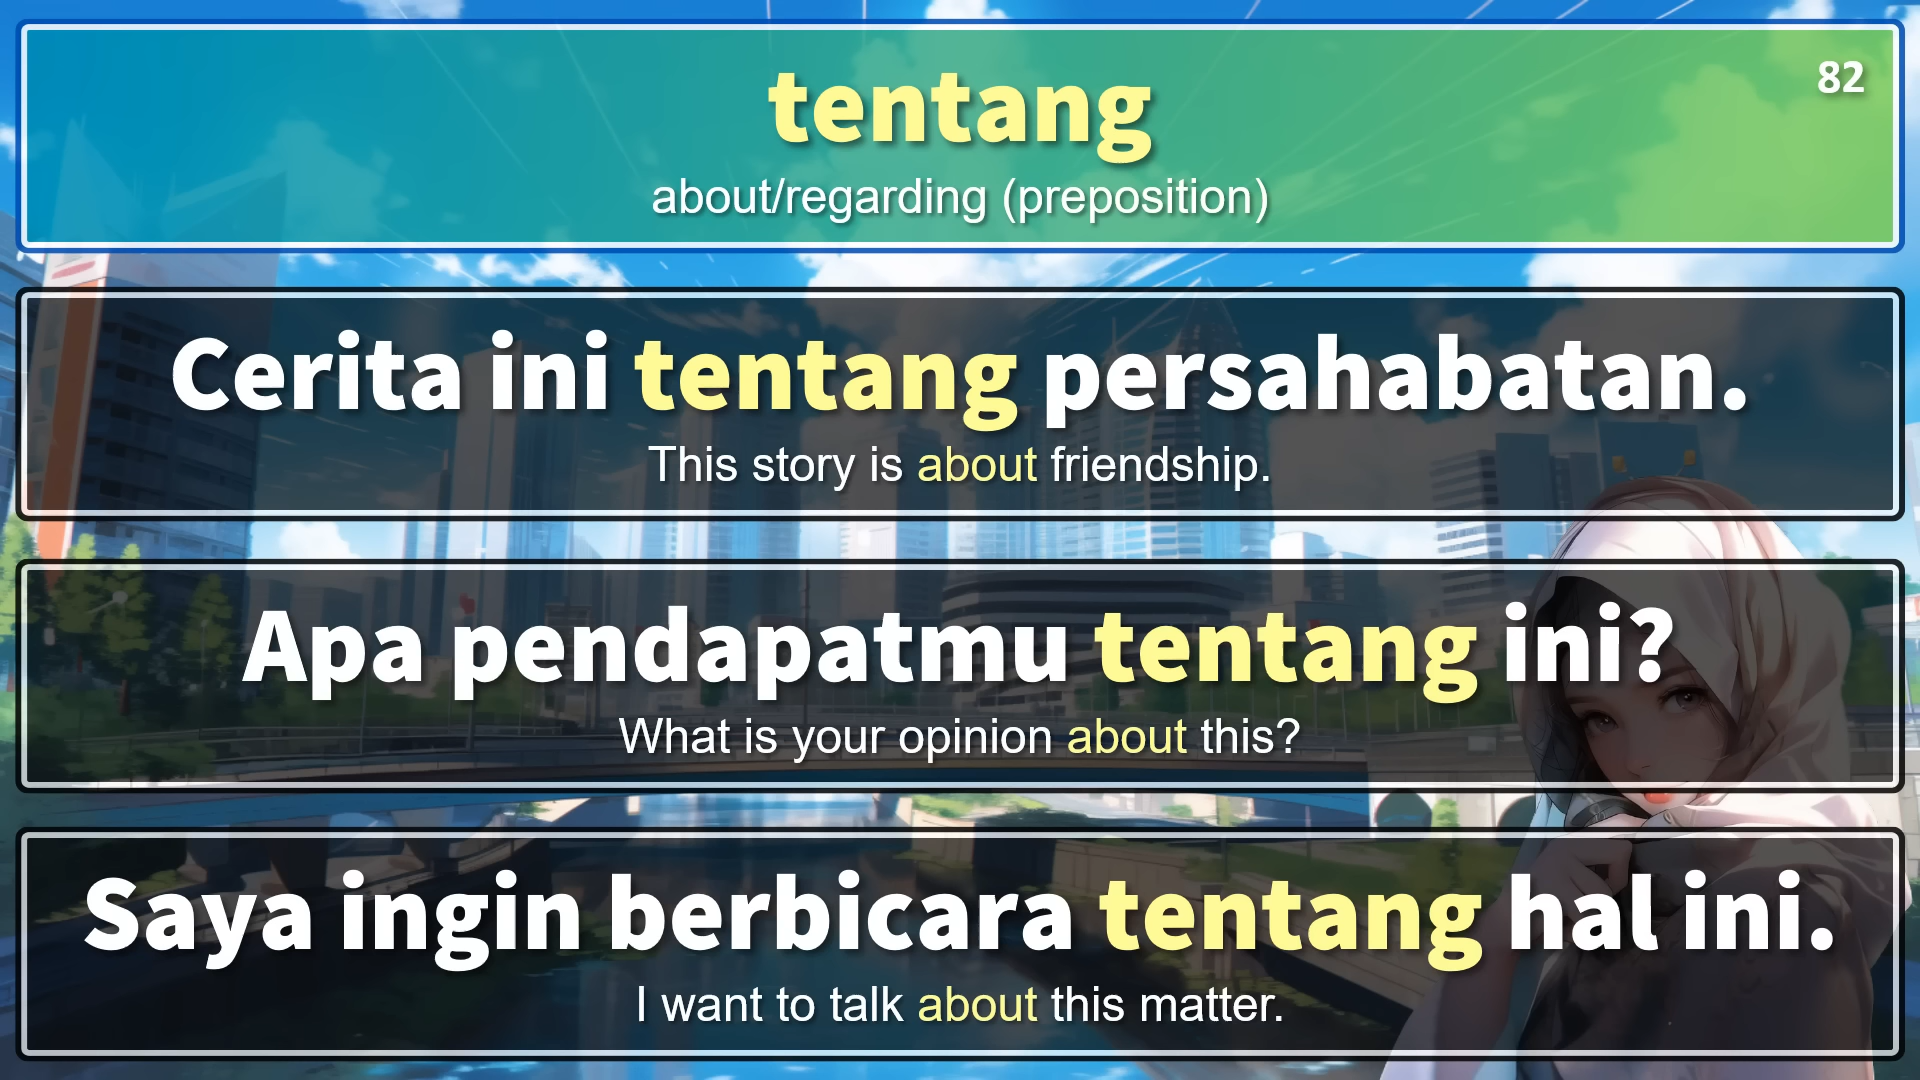 tentang
82
about/regarding (preposition)
Cerita ini tentang persahabatan.
This story is about friendship.
Apa pendapatmu tentang ini?
What is your opinion about this?
Saya ingin berbicara tentang hal ini.
I want to talk about this matter.